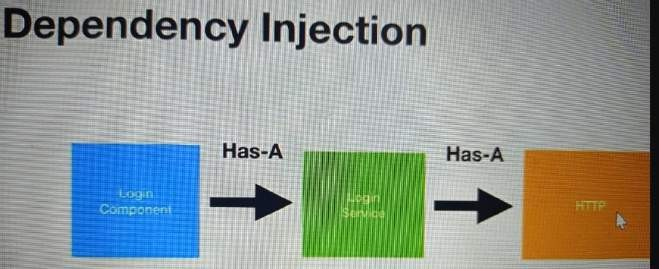 Dependency Injection
Has-A
Has-A
Login
Component
Login
Service
HTTP